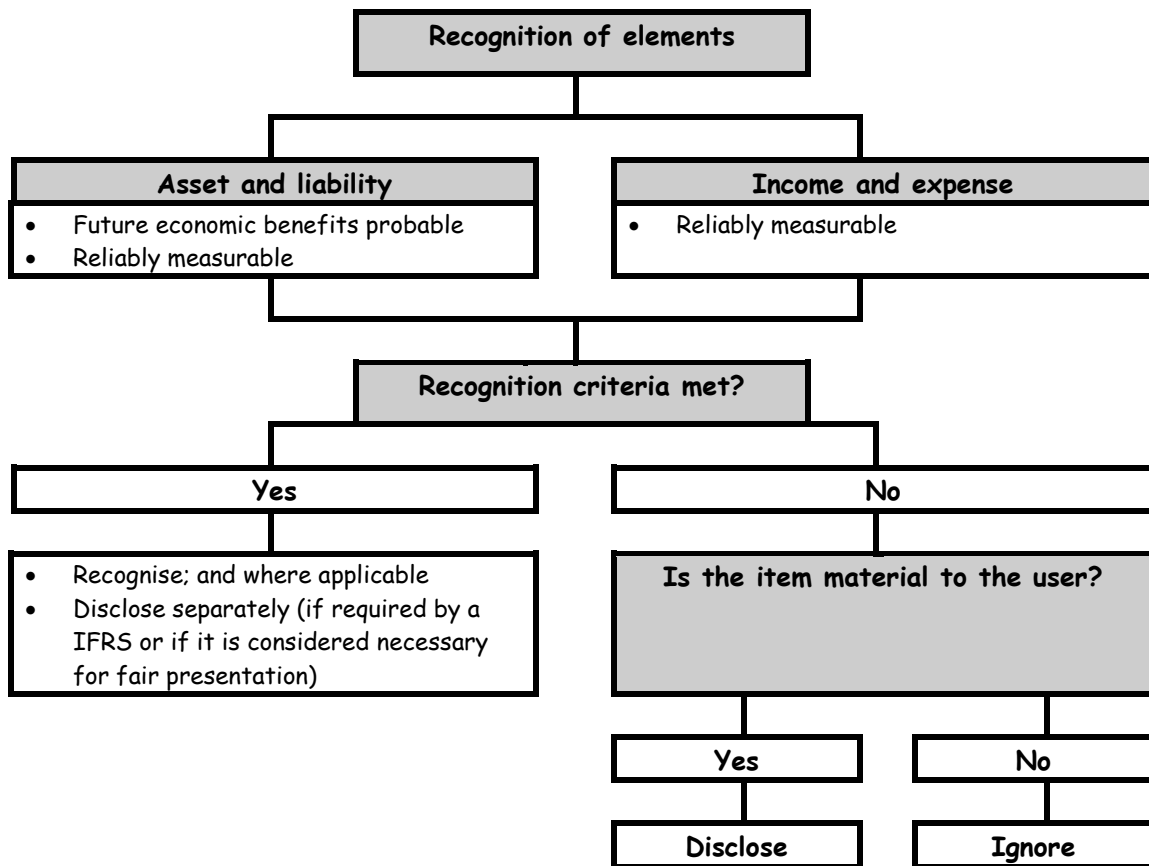 Recognition of elements
Asset and liability
• Future economic benefits probable
• Reliably measurable
Income and expense
• Reliably measurable
Recognition criteria met?
Yes
No
• Recognise; and where applicable
• Disclose separately (if required by a
IFRS or if it is considered necessary
for fair presentation)
Is the item material to the user?
Yes
No
Disclose
Ignore